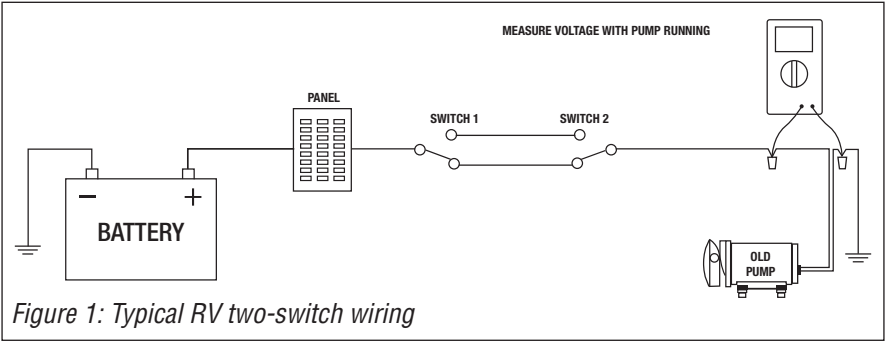 MEASURE VOLTAGE WITH PUMP RUNNING
PANEL
SWITCH 1
SWITCH 2
− +
BATTERY
OLD
PUMP
Figure 1: Typical RV two-switch wiring